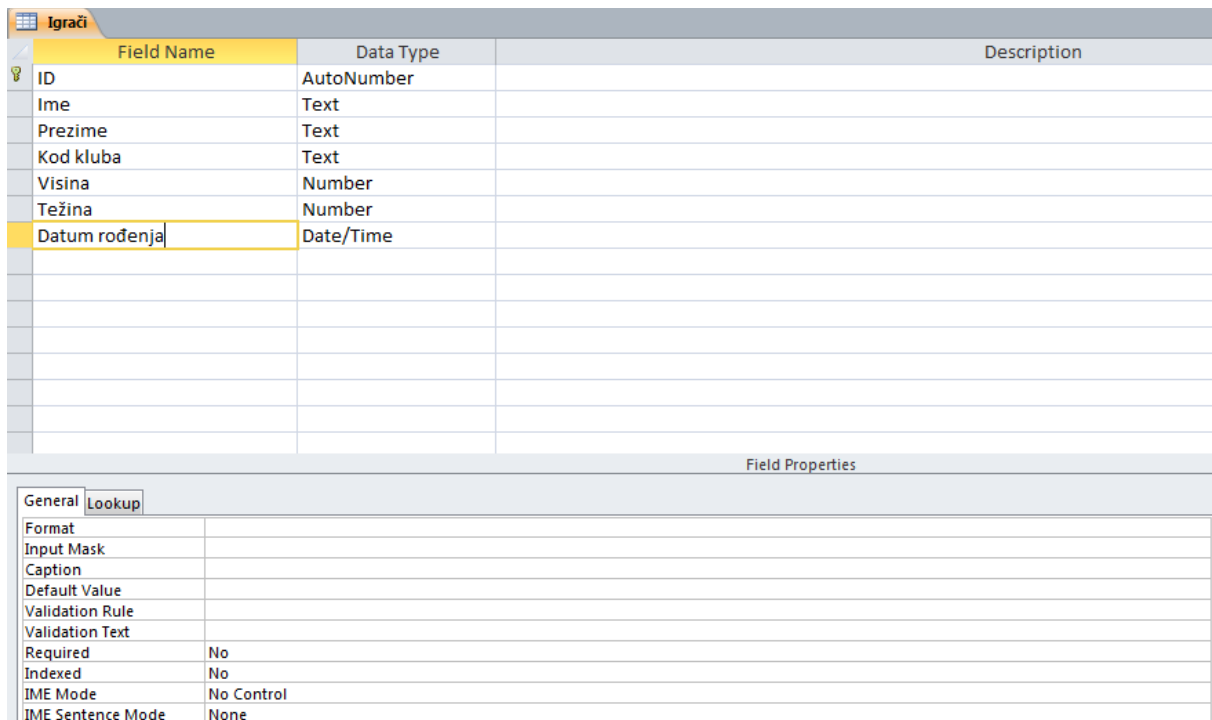 Igrači
Field Name Data Type Description
ID AutoNumber
Ime Text
Prezime Text
Kod kluba Text
Visina Number
Težina Number
Datum rođenja Date/Time
Field Properties
General Lookup
Format
Input Mask
Caption
Default Value
Validation Rule
Validation Text
Required No
Indexed No
IME Mode No Control
IME Sentence Mode None